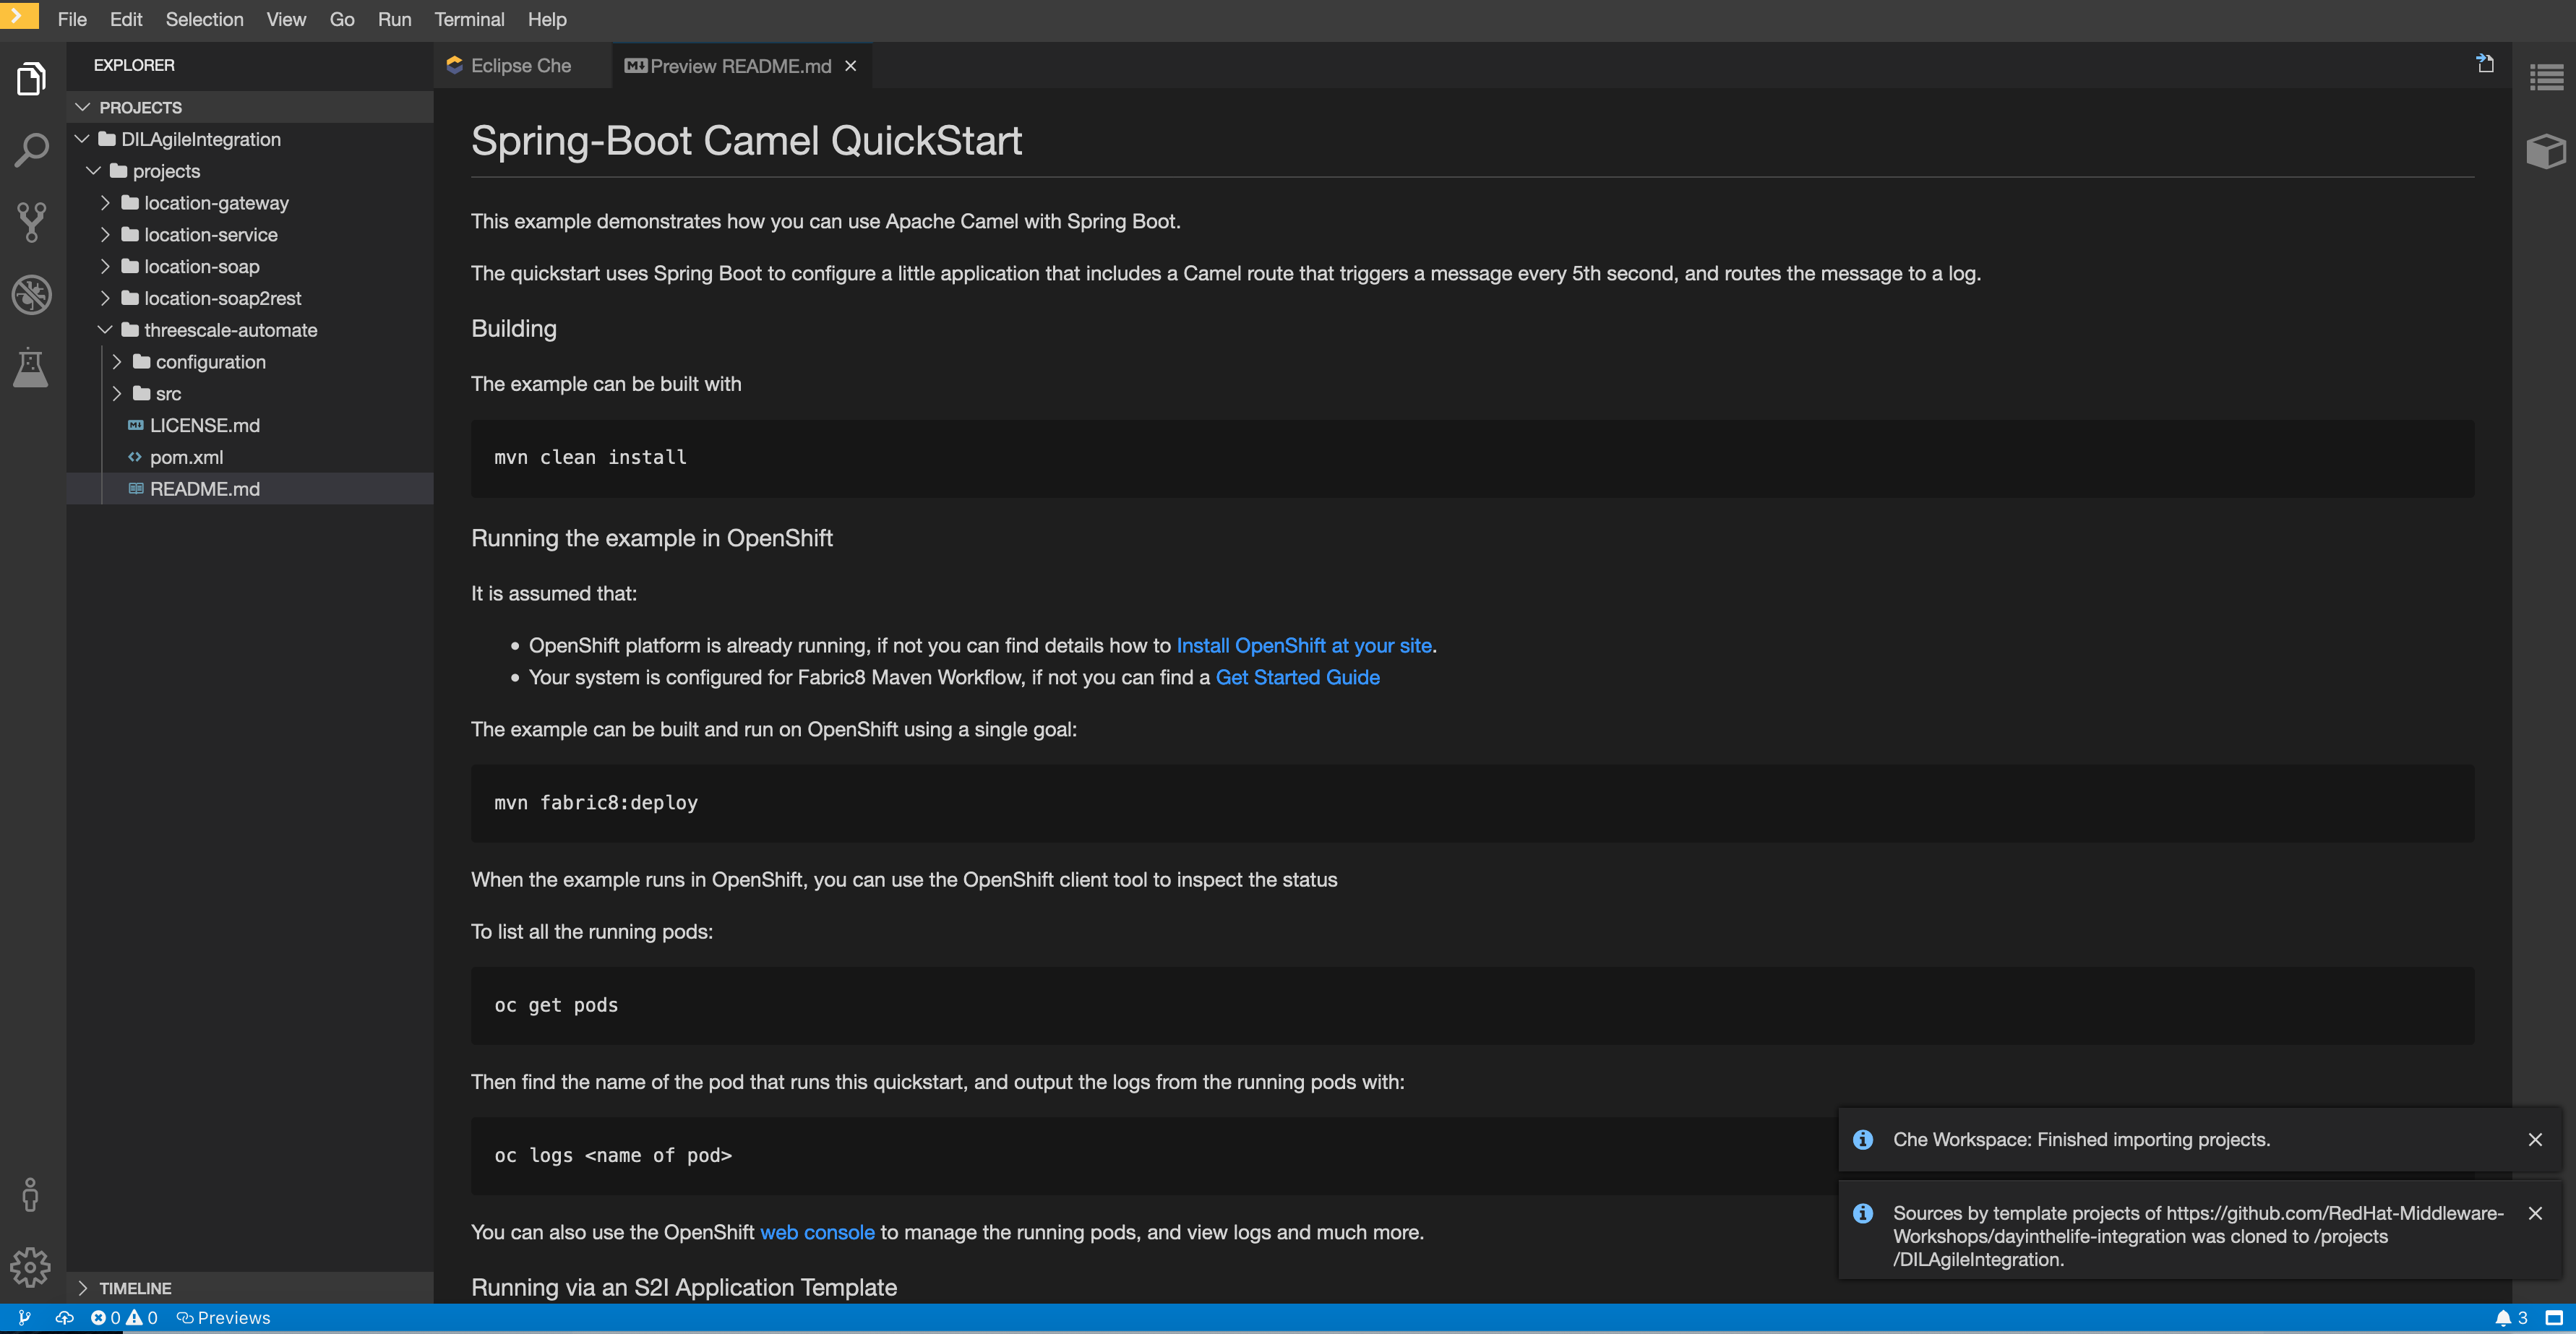 File Edit Selection View Go Run Terminal Help
EXPLORER
PROJECTS
DILAgileIntegration
projects
location-gateway
location-service
location-soap
location-soap2rest
threescale-automate
configuration
src
LICENSE.md
pom.xml
README.md
TIMELINE
Eclipse Che
Preview README.md
Spring-Boot Camel QuickStart
This example demonstrates how you can use Apache Camel with Spring Boot.
The quickstart uses Spring Boot to configure a little application that includes a Camel route that triggers a message every 5th second, and routes the message to a log.
Building
The example can be built with
mvn clean install
Running the example in OpenShift
It is assumed that:
• OpenShift platform is already running, if not you can find details how to Install OpenShift at your site.
• Your system is configured for Fabric8 Maven Workflow, if not you can find a Get Started Guide
The example can be built and run on OpenShift using a single goal:
mvn fabric8:deploy
When the example runs in OpenShift, you can use the OpenShift client tool to inspect the status
To list all the running pods:
oc get pods
Then find the name of the pod that runs this quickstart, and output the logs from the running pods with:
oc logs <name of pod>
You can also use the OpenShift web console to manage the running pods, and view logs and much more.
Running via an S2I Application Template
Che Workspace: Finished importing projects.
Sources by template projects of https://github.com/RedHat-Middleware-
Workshops/dayinthelife-integration was cloned to /projects
/DILAgileIntegration.
0 0 Previews
3